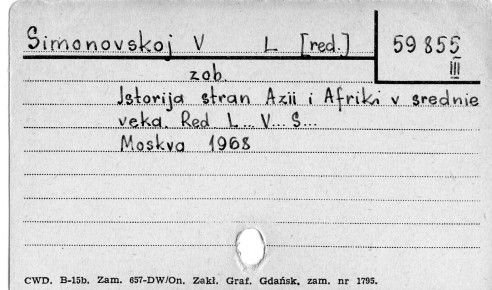 Simonovskoj V L [red.] 59 855
III
zob.
Istorija stran Azii i Afriki v srednie
veka. Red L... V... S...
Moskva 1968
CWD. B-15b. Zam. 657-DW/On. Zakł. Graf. Gdańsk, zam. nr 1795.